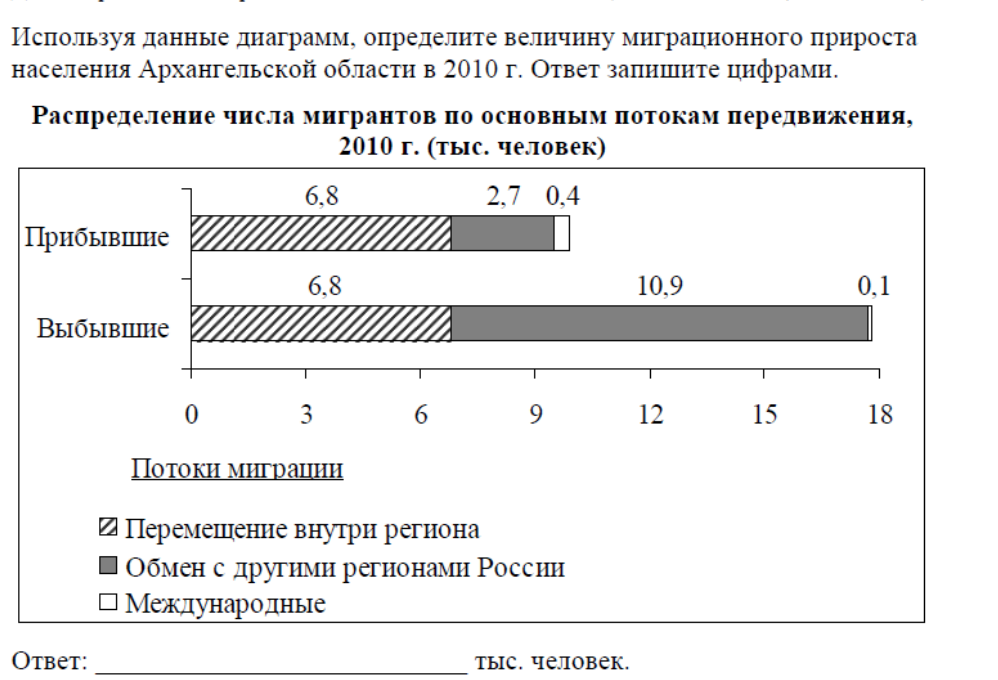 Используя данные диаграмм, определите величину миграционного прироста
населения Архангельской области в 2010 г. Ответ запишите цифрами.
Распределение числа мигрантов по основным потокам передвижения,
2010 г. (тыс. человек)
6,8 2,7 0,4
Прибывшие
6,8 10,9 0,1
Выбывшие
0 3 6 9 12 15 18
Потоки миграции
Перемещение внутри региона
Обмен с другими регионами России
Международные
Ответ: ____________________________ тыс. человек.